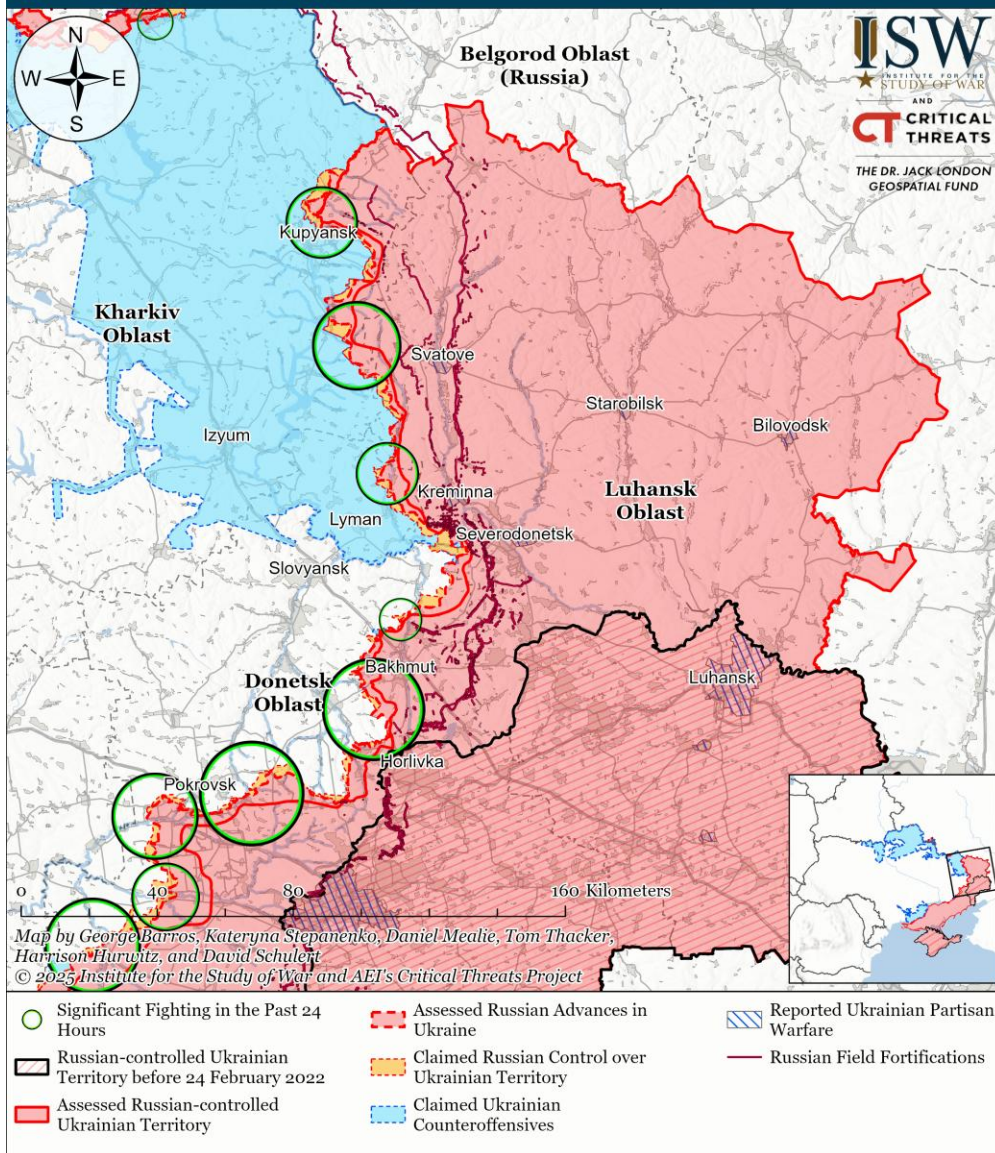 N
W
E
S
Belgorod Oblast
(Russia)
ISW
INSTITUTE FOR THE
STUDY OF WAR
AND
CT CRITICAL
THREATS
THE DR. JACK LONDON
GEOSPATIAL FUND
Kupyansk
Kharkiv
Oblast
Svatove
Starobilsk
Bilovodsk
Izyum
Kreminna
Luhansk
Oblast
Lyman
Severodonetsk
Slovyansk
Bakhmut
Luhansk
Donetsk
Oblast
Horlivka
Pokrovsk
0
40
80
160 Kilometers
Map by George Barros, Kateryna Stepanenko, Daniel Mealie, Tom Thacker,
Harrison Hurwitz, and David Schulert
© 2025 Institute for the Study of War and AEI's Critical Threats Project
Significant Fighting in the Past 24
Hours
Russian-controlled Ukrainian
Territory before 24 February 2022
Assessed Russian-controlled
Ukrainian Territory
Assessed Russian Advances in
Ukraine
Claimed Russian Control over
Ukrainian Territory
Claimed Ukrainian
Counteroffensives
Reported Ukrainian Partisan
Warfare
Russian Field Fortifications